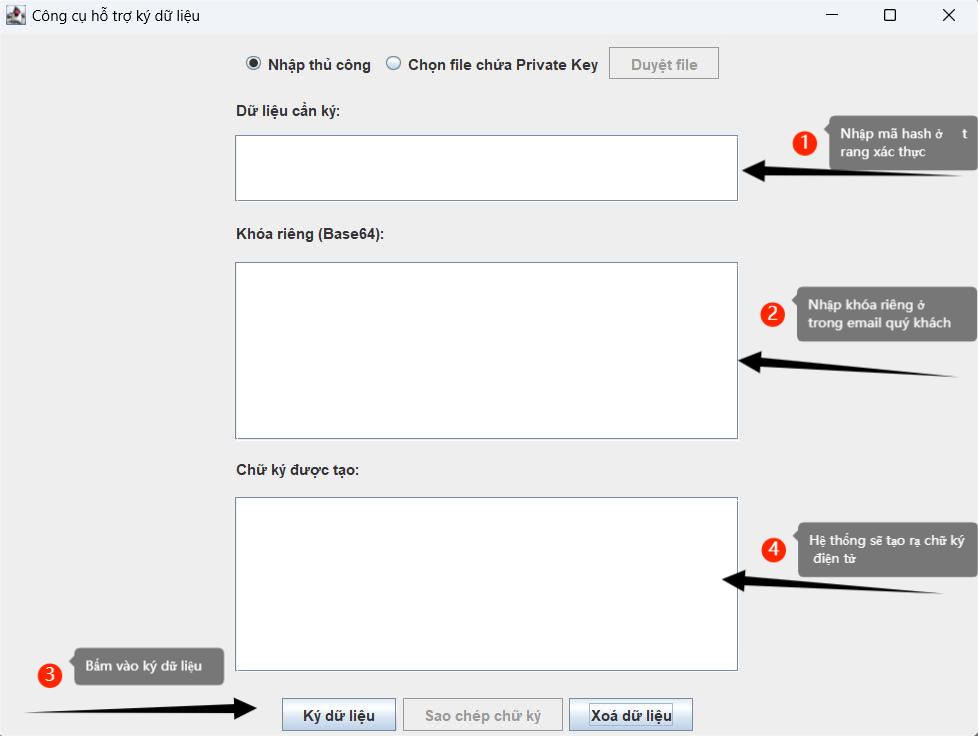 Công cụ hỗ trợ ký dữ liệu
Nhập thủ công Chọn file chứa Private Key Duyệt file
Dữ liệu cần ký:
1
Nhập mã hash ở t
rang xác thực
Khóa riêng (Base64):
2
Nhập khóa riêng ở
trong email quý khách
Chữ ký được tạo:
4
Hệ thống sẽ tạo rạ chữ ký
điện tử
3
Bấm vào ký dữ liệu
Ký dữ liệu Sao chép chữ ký Xoá dữ liệu